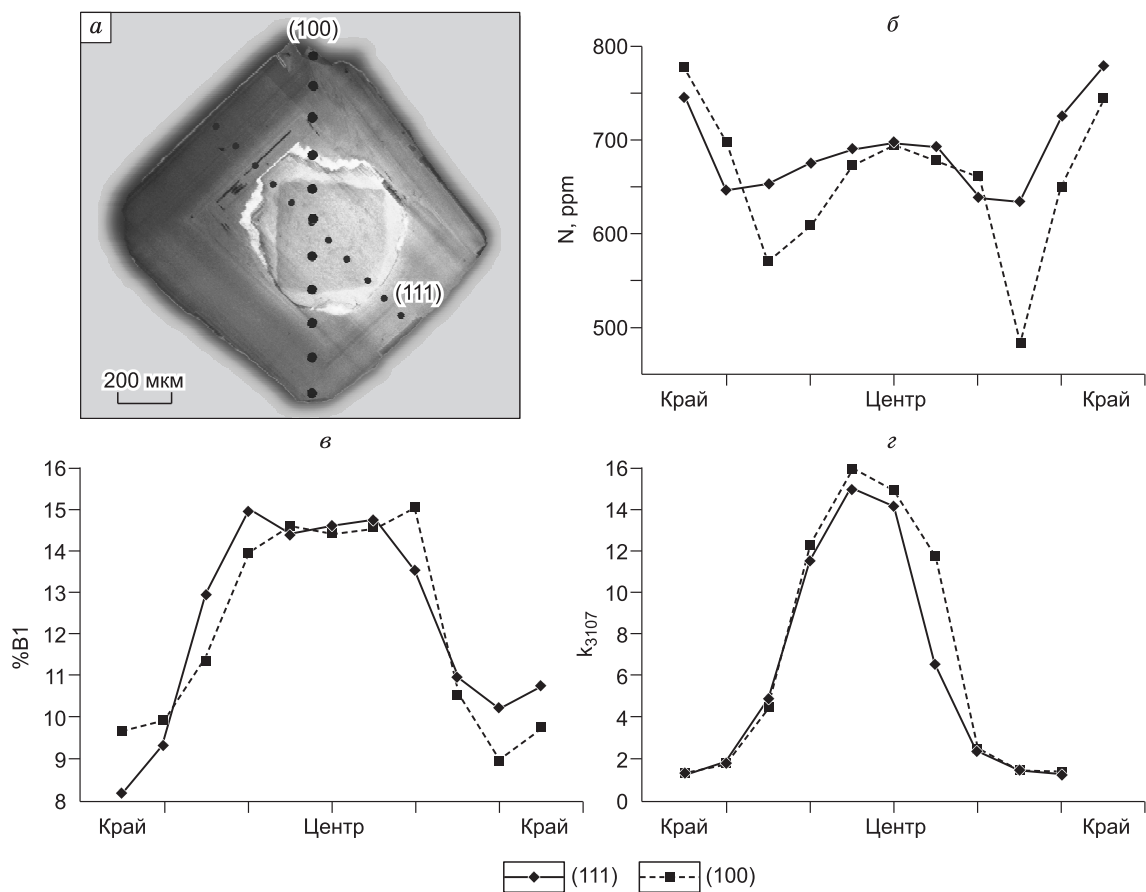 а
(100)
(111)
200 мкм
б
N, ppm
800
700
600
500
Край
Центр
Край
в
%B1
16
15
14
13
12
11
10
9
8
Край
Центр
Край
г
k3107
16
14
12
10
8
6
4
2
0
Край
Центр
Край
(111)
(100)